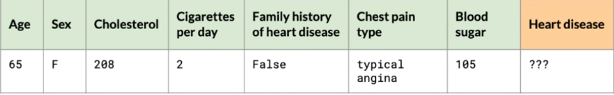 Age Sex Cholesterol Cigarettes per day Family history of heart disease Chest pain type Blood sugar Heart disease
65 F 208 2 False typical angina 105 ???